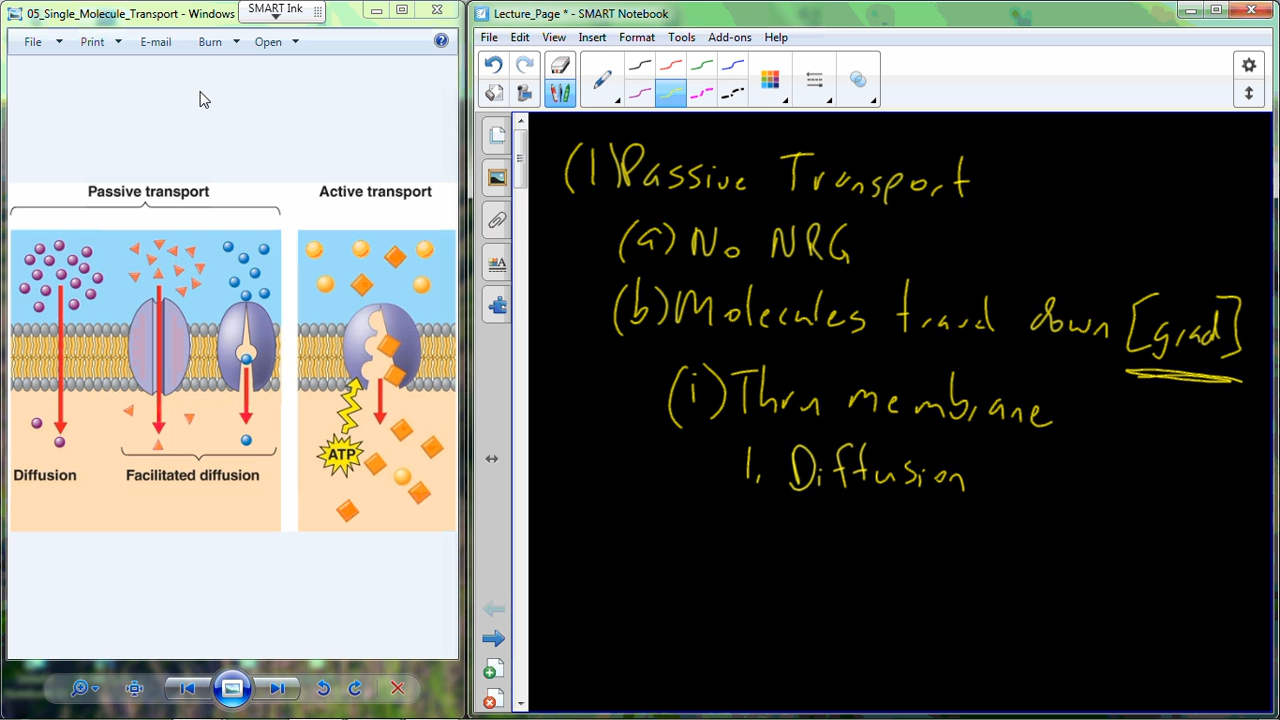 05_Single_Molecule_Transport - Windows
SMART Ink
File Print E-mail Burn Open
Passive transport
Active transport
ATP
Diffusion
Facilitated diffusion
Lecture_Page * - SMART Notebook
File Edit View Insert Format Tools Add-ons Help
(1) Passive Transport
(a) No NRG
(b) Molecules travel down [grad]
(i) Thru membrane
1. Diffusion